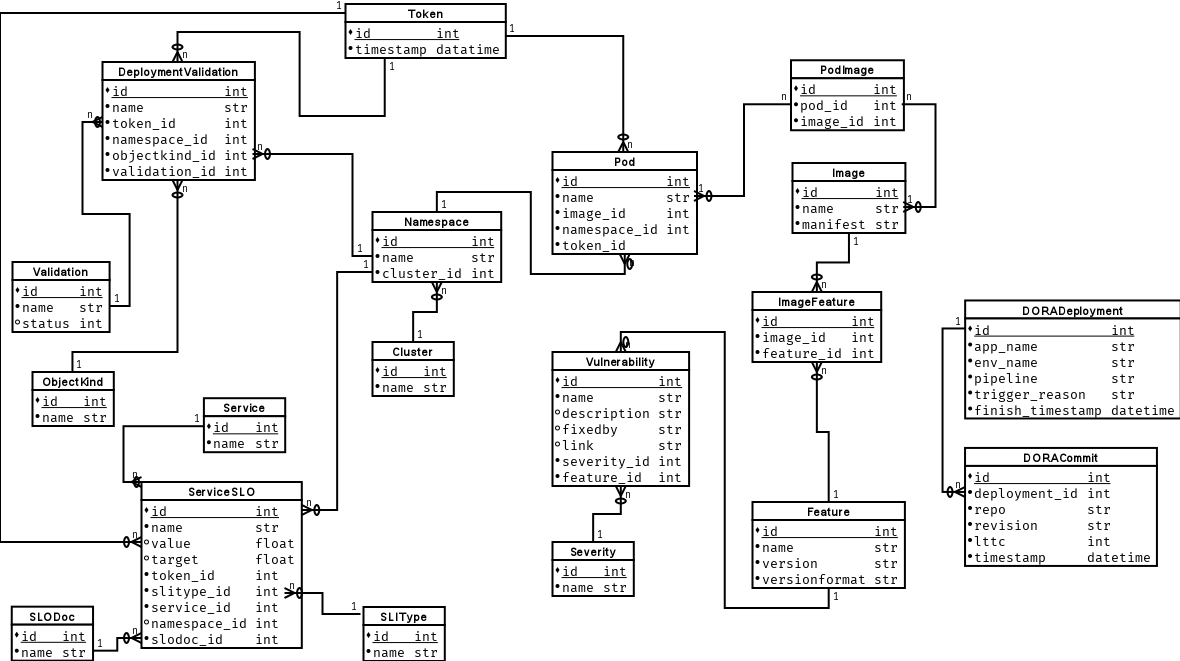 Token
id int
timestamp datatime
DeploymentValidation
id int
name str
token_id int
namespace_id int
objectkind_id int
validation_id int
PodImage
id int
pod_id int
image_id int
Pod
id int
name str
image_id int
namespace_id int
token_id
Image
id int
name str
manifest str
Namespace
id int
name str
cluster_id int
Validation
id int
name str
status int
ImageFeature
id int
image_id int
feature_id int
DORADeployment
id int
app_name str
env_name str
pipeline str
trigger_reason str
finish_timestamp datetime
Cluster
id int
name str
Vulnerability
id int
name str
description str
fixedby str
link str
severity_id int
feature_id int
ObjectKind
id int
name str
Service
id int
name str
DORACommit
id int
deployment_id int
repo str
revision str
lttc int
timestamp datetime
ServiceSLO
id int
name str
value float
target float
token_id int
slitype_id int
service_id int
namespace_id int
slodoc_id int
Feature
id int
name str
version str
versionformat str
Severity
id int
name str
SLODoc
id int
name str
SLIType
id int
name str
1
1
1
n
n
n
n
1
1
n
n
n
1
1
1
n
n
1
1
1
n
1
n
1
1
n
n
1
1
n
n
n
1
1
n
1
n
1
n